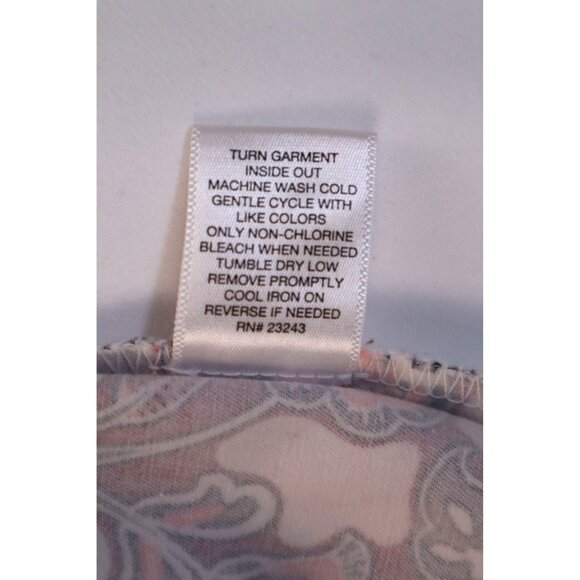 TURN GARMENT
INSIDE OUT
MACHINE WASH COLD
GENTLE CYCLE WITH
LIKE COLORS
ONLY NON-CHLORINE
BLEACH WHEN NEEDED
TUMBLE DRY LOW
REMOVE PROMPTLY
COOL IRON ON
REVERSE IF NEEDED
RN# 23243